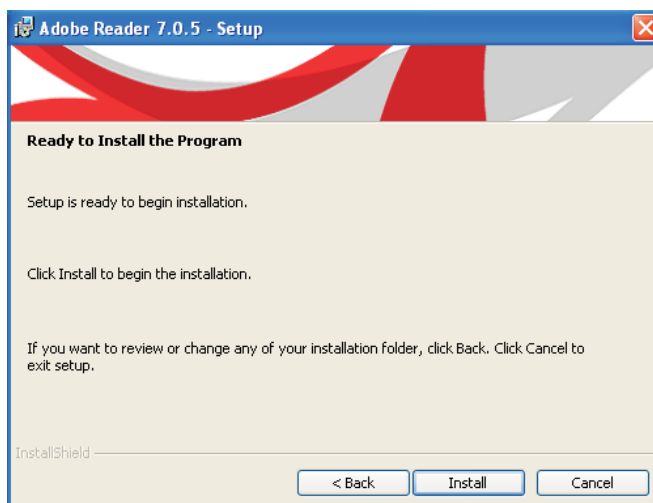 Adobe Reader 7.0.5 - Setup
Ready to Install the Program
Setup is ready to begin installation.
Click Install to begin the installation.
If you want to review or change any of your installation folder, click Back. Click Cancel to
exit setup.
InstallShield
< Back
Install
Cancel